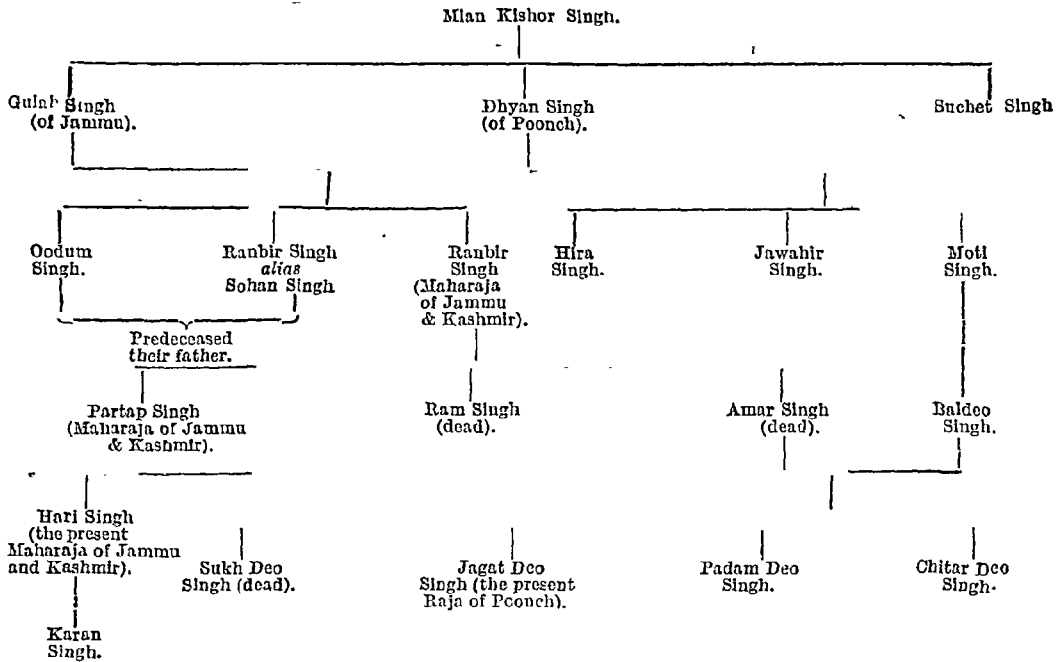 Mian Kishor Singh.
Gulab Singh
(of Jammu).
Dhyan Singh
(of Poonch).
Suchet Singh
Oodum
Singh.
Ranbir Singh
alias
Sohan Singh
Ranbir
Singh
(Maharaja
of Jammu
& Kashmir).
Hira
Singh.
Jawahir
Singh.
Moti
Singh.
Predeceased
their father.
Partap Singh
(Maharaja of Jammu
& Kashmir).
Ram Singh
(dead).
Amar Singh
(dead).
Baldeo
Singh.
Hari Singh
(the present
Maharaja of Jammu
and Kashmir).
Sukh Deo
Singh (dead).
Jagat Deo
Singh (the present
Raja of Poonch).
Padam Deo
Singh.
Chitar Deo
Singh.
Karan
Singh.